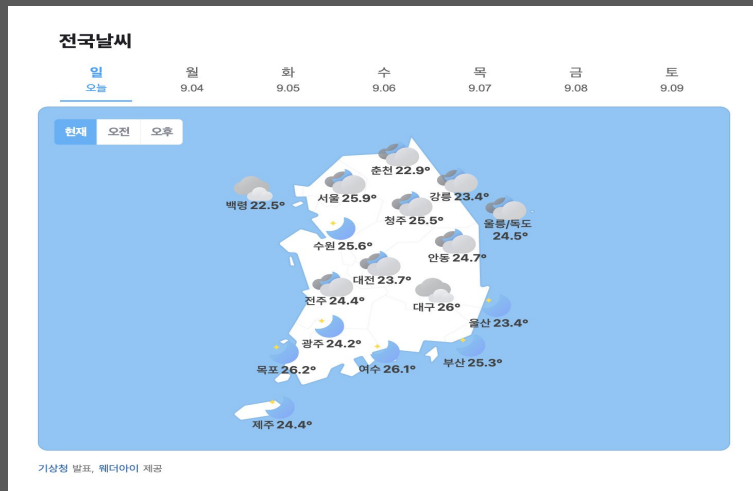 전국날씨
일 월 화 수 목 금 토
오늘 9.04 9.05 9.06 9.07 9.08 9.09
현재 오전 오후
춘천 22.9°
백령 22.5°
서울 25.9°
강릉 23.4°
청주 25.5°
울릉/독도
24.5°
수원 25.6°
안동 24.7°
대전 23.7°
전주 24.4°
대구 26°
울산 23.4°
광주 24.2°
목포 26.2°
여수 26.1°
부산 25.3°
제주 24.4°
기상청 발표, 웨더아이 제공